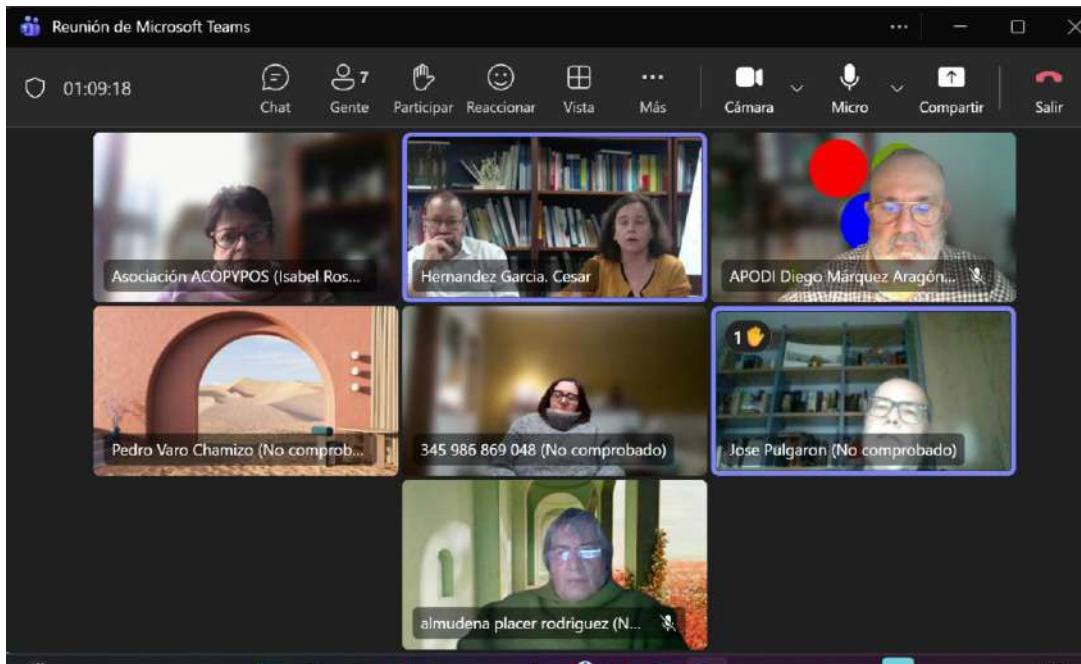 Reunión de Microsoft Teams
01:09:18
Chat
Gente 7
Participar
Reaccionar
Vista
Más
Cámara
Micro
Compartir
Salir
Asociación ACOPYPOS (Isabel Ros...
Hernandez Garcia. Cesar
APODI Diego Márquez Aragón...
Pedro Varo Chamizo (No comprob...
345 986 869 048 (No comprobado)
1
Jose Pulgaron (No comprobado)
almudena placer rodriguez (N...